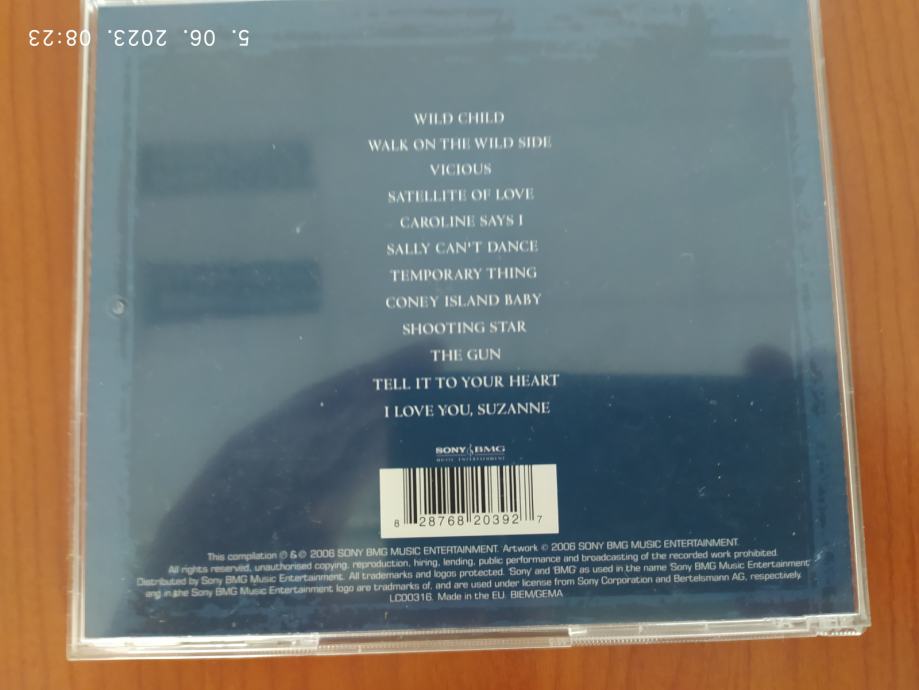 5. 06. 2023. 08:23
WILD CHILD
WALK ON THE WILD SIDE
VICIOUS
SATELLITE OF LOVE
CAROLINE SAYS I
SALLY CAN'T DANCE
TEMPORARY THING
CONEY ISLAND BABY
SHOOTING STAR
THE GUN
TELL IT TO YOUR HEART
I LOVE YOU, SUZANNE
SONY BMG
MUSIC ENTERTAINMENT
8 28768 20392 7
This compilation ℗ & © 2006 SONY BMG MUSIC ENTERTAINMENT. Artwork © 2006 SONY BMG MUSIC ENTERTAINMENT.
All rights reserved, unauthorised copying, reproduction, hiring, lending, public performance and broadcasting of the recorded work prohibited.
Distributed by Sony BMG Music Entertainment. All trademarks and logos protected. 'Sony' and 'BMG' as used in the name 'Sony BMG Music Entertainment'
and in the Sony BMG Music Entertainment logo are trademarks of, and are used under license from Sony Corporation and Bertelsmann AG, respectively.
LC00316. Made in the EU. BIEM/GEMA